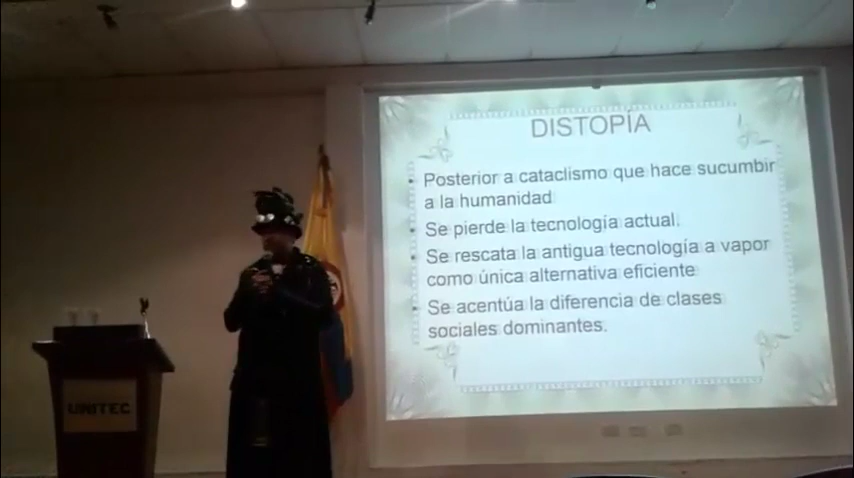 DISTOPÍA
• Posterior a cataclismo que hace sucumbir
a la humanidad
• Se pierde la tecnología actual.
• Se rescata la antigua tecnología a vapor
como única alternativa eficiente
• Se acentúa la diferencia de clases
sociales dominantes.
UNITEC